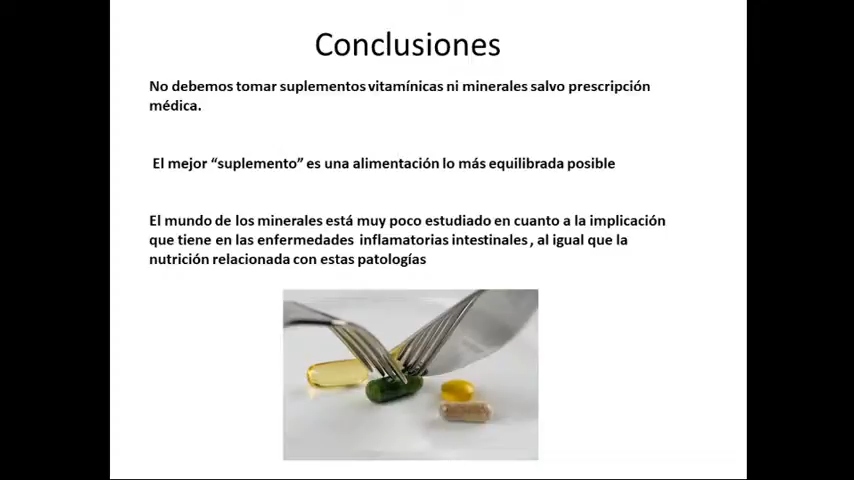 Conclusiones
No debemos tomar suplementos vitamínicas ni minerales salvo prescripción
médica.
El mejor “suplemento” es una alimentación lo más equilibrada posible
El mundo de los minerales está muy poco estudiado en cuanto a la implicación
que tiene en las enfermedades inflamatorias intestinales , al igual que la
nutrición relacionada con estas patologías